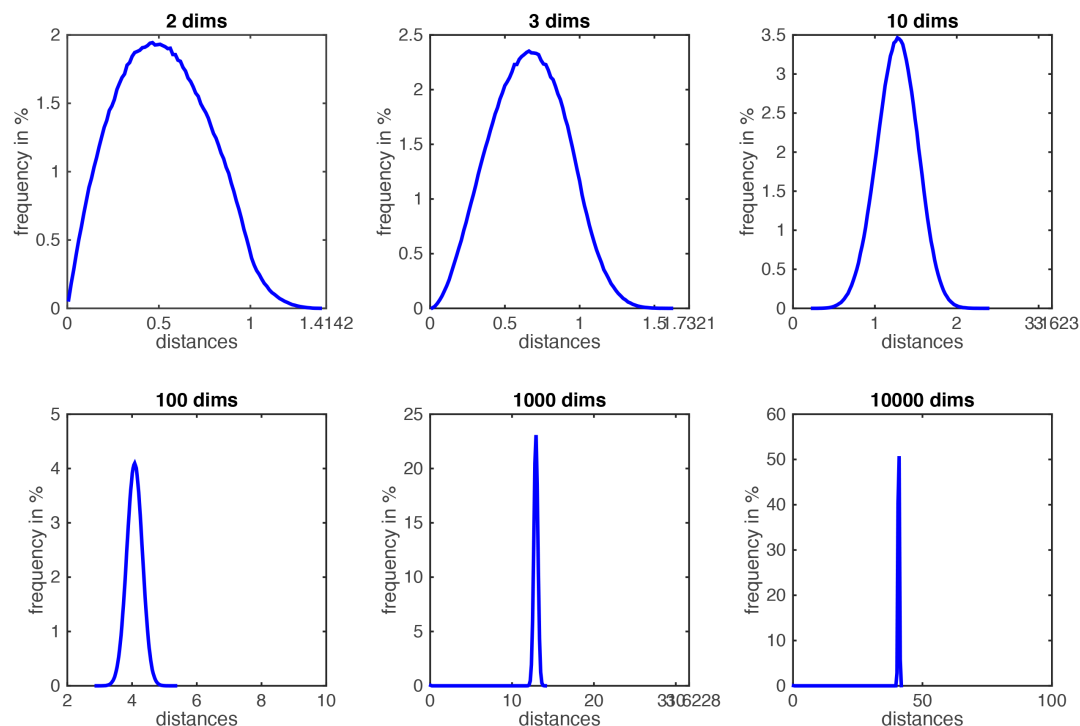 2 dims
2
1.5
1
0.5
0
frequency in %
0 0.5 1 1.4142
distances
3 dims
2.5
2
1.5
1
0.5
0
frequency in %
0 0.5 1 1.5 1.7321
distances
10 dims
3.5
3
2.5
2
1.5
1
0.5
0
frequency in %
0 1 2 3 3.1623
distances
100 dims
5
4
3
2
1
0
frequency in %
2 4 6 8 10
distances
1000 dims
25
20
15
10
5
0
frequency in %
0 10 20 30 31.6228
distances
10000 dims
60
50
40
30
20
10
0
frequency in %
0 50 100
distances